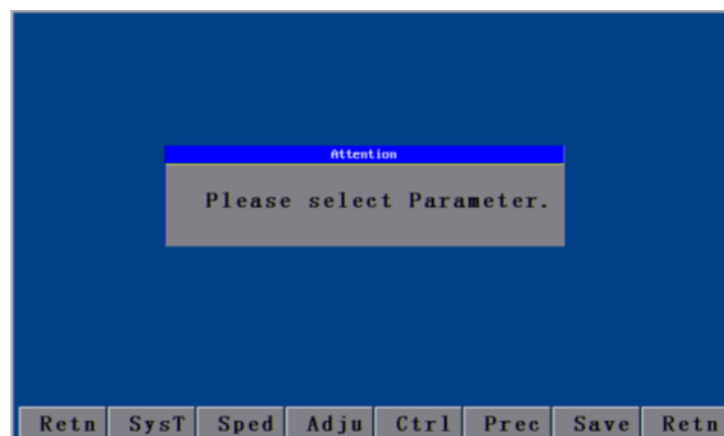 Attention
Please select Parameter.
Retn SysT Sped Adju Ctrl Prec Save Retn